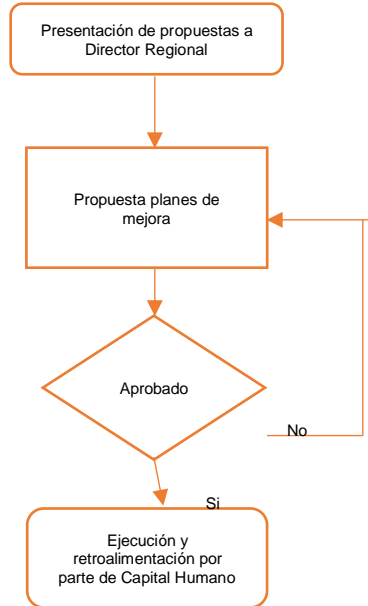 Presentación de propuestas a
Director Regional
Propuesta planes de
mejora
Aprobado
No
Si
Ejecución y
retroalimentación por
parte de Capital Humano